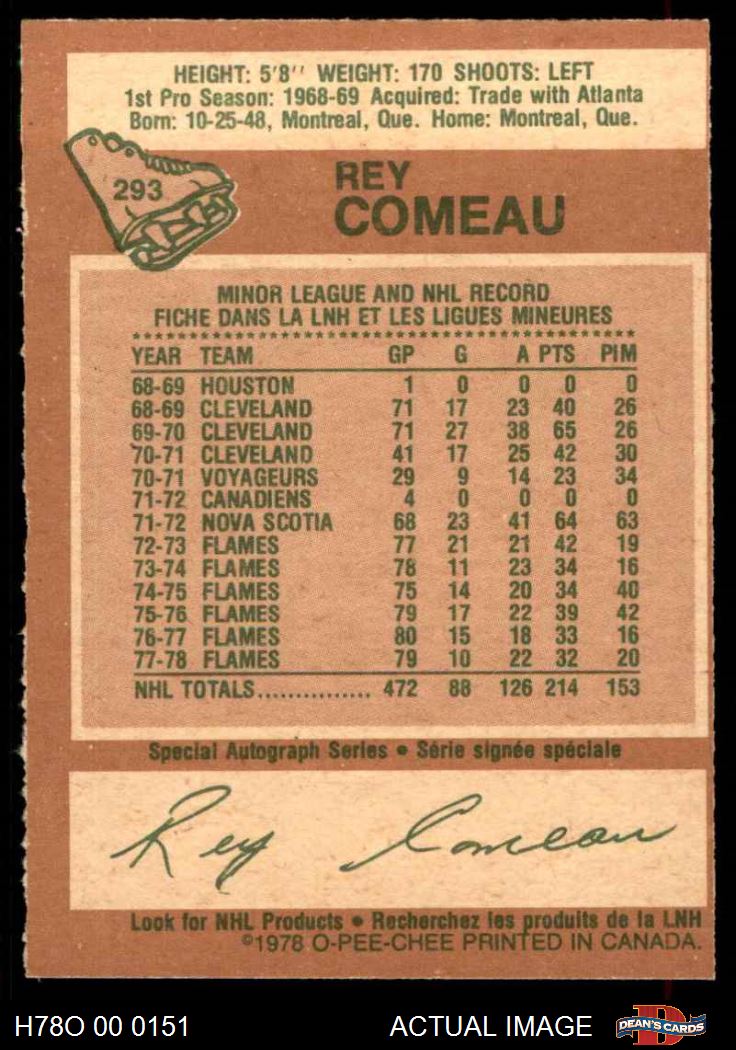 HEIGHT: 5'8'' WEIGHT: 170 SHOOTS: LEFT
1st Pro Season: 1968-69 Acquired: Trade with Atlanta
Born: 10-25-48, Montreal, Que. Home: Montreal, Que.
293
REY
COMEAU
MINOR LEAGUE AND NHL RECORD
FICHE DANS LA LNH ET LES LIGUES MINEURES
YEAR TEAM GP G A PTS PIM
68-69 HOUSTON 1 0 0 0 0
68-69 CLEVELAND 71 17 23 40 26
69-70 CLEVELAND 71 27 38 65 26
70-71 CLEVELAND 41 17 25 42 30
70-71 VOYAGEURS 29 9 14 23 34
71-72 CANADIENS 4 0 0 0 0
71-72 NOVA SCOTIA 68 23 41 64 63
72-73 FLAMES 77 21 21 42 19
73-74 FLAMES 78 11 23 34 16
74-75 FLAMES 75 14 20 34 40
75-76 FLAMES 79 17 22 39 42
76-77 FLAMES 80 15 18 33 16
77-78 FLAMES 79 10 22 32 20
NHL TOTALS............... 472 88 126 214 153
Special Autograph Series • Série signée spéciale
Rey Comeau
Look for NHL Products • Recherchez les produits de la LNH
©1978 O-PEE-CHEE PRINTED IN CANADA.
H78O 00 0151 ACTUAL IMAGE
D
DEAN'S CARDS